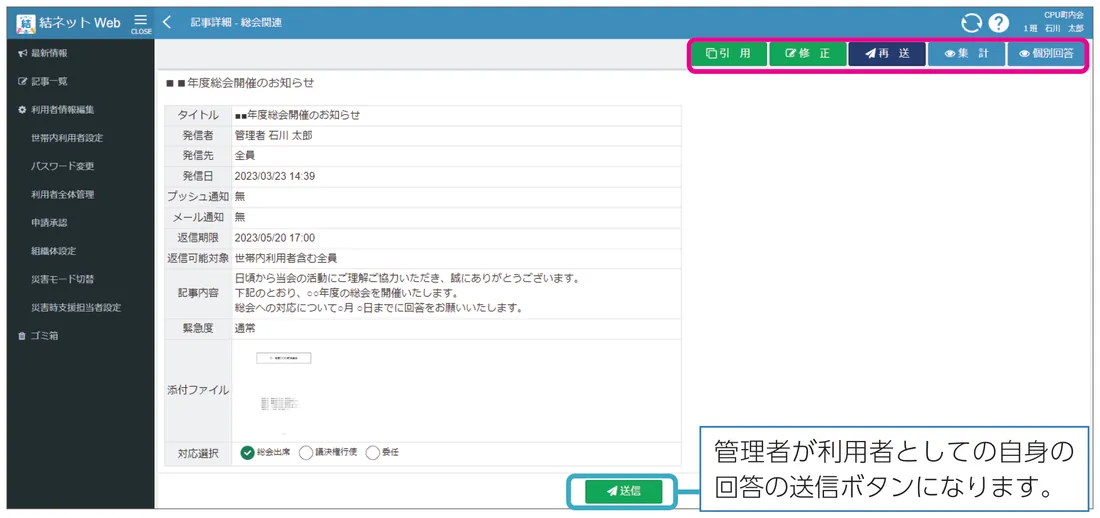 結 結ネット Web CLOSE 記事詳細 - 総会関連 ? CPU町内会
1 班 石川 太郎
最新情報
記事一覧
利用者情報編集
世帯内利用者設定
パスワード変更
利用者全体管理
申請承認
組織体設定
災害モード切替
災害時支援担当者設定
ゴミ箱
引 用 修 正 再 送 集 計 個別回答
■ ■年度総会開催のお知らせ
タイトル ■■年度総会開催のお知らせ
発信者 管理者 石川 太郎
発信先 全員
発信日 2023/03/23 14:39
プッシュ通知 無
メール通知 無
返信期限 2023/05/20 17:00
返信可能対象 世帯内利用者含む全員
記事内容 日頃から当会の活動にご理解ご協力いただき、誠にありがとうございます。
下記のとおり、○○年度の総会を開催いたします。
総会への対応について○月 ○日までに回答をお願いいたします。
緊急度 通常
添付ファイル
対応選択 総会出席 議決権行使 委任
送信
管理者が利用者としての自身の
回答の送信ボタンになります。